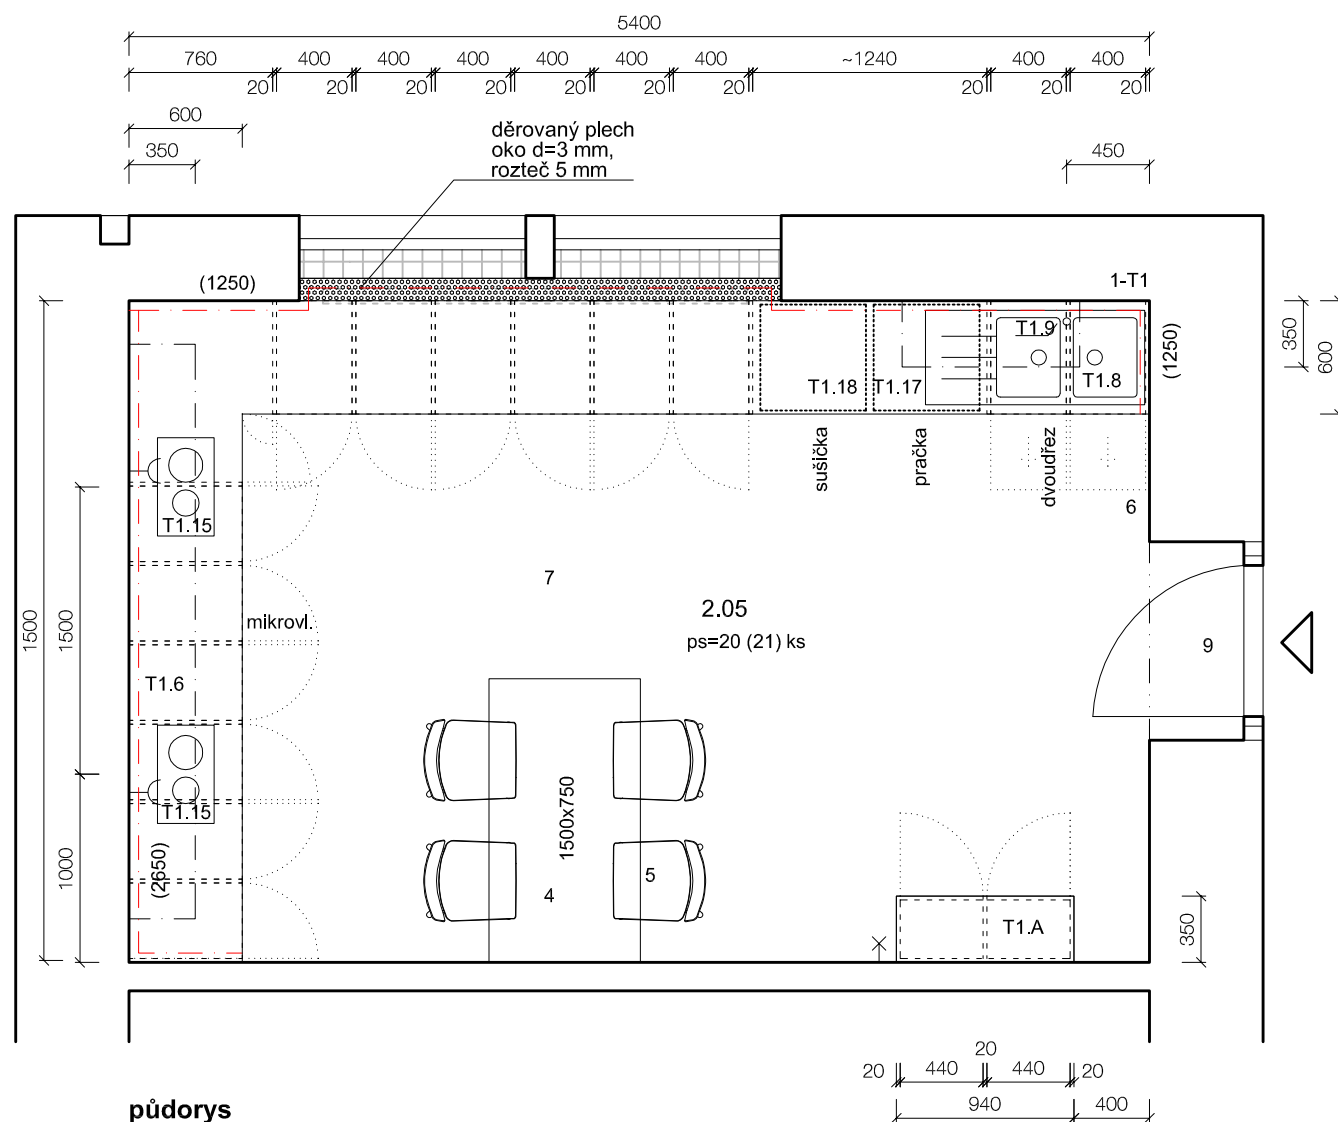 5400
760 400 400 400 400 400 400 ~1240 400 400
20 20 20 20 20 20 20 20 20 20
600
350
450
děrovaný plech
oko d=3 mm,
rozteč 5 mm
(1250)
1-T1
T1.9
T1.18
T1.17
T1.8
(1250)
350
600
sušička
pračka
dvoudřez
6
T1.15
7
mikrovl.
2.05
ps=20 (21) ks
9
1500
1500
T1.6
T1.15
1500x750
(2650)
1000
4
5
T1.A
350
20
20 440 440 20
940 400
půdorys